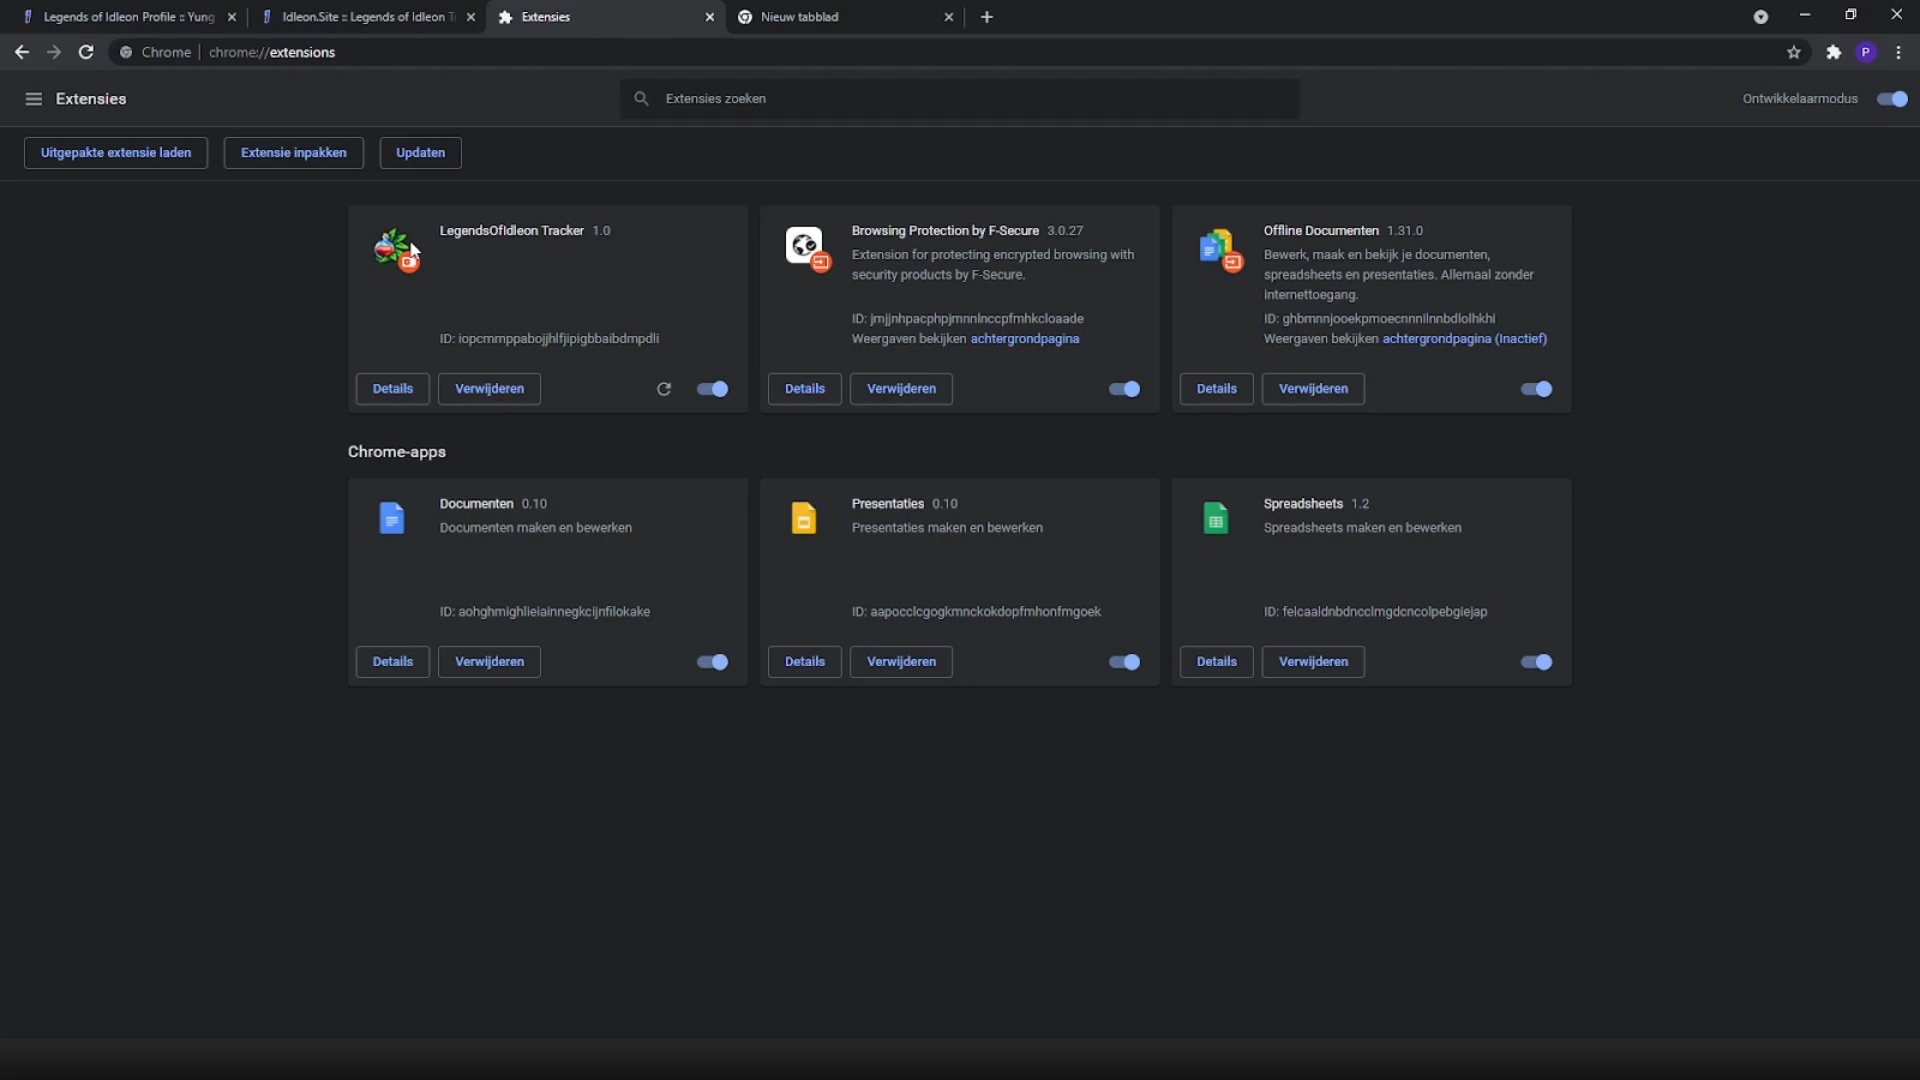 Legends of Idleon Profile :: Yung
Idleon.Site :: Legends of Idleon T
Extensies
Nieuw tabblad
Chrome
chrome://extensions
P
Extensies
Extensies zoeken
Ontwikkelaarmodus
Uitgepakte extensie laden
Extensie inpakken
Updaten
LegendsOfIdleon Tracker 1.0
ID: iopcmmppabojjhlfjipigbbaibdmpdli
Details
Verwijderen
Browsing Protection by F-Secure 3.0.27
Extension for protecting encrypted browsing with
security products by F-Secure.
ID: jmjjnhpacphpjmnnlnccpfmhkcloaade
Weergaven bekijken achtergrondpagina
Details
Verwijderen
Offline Documenten 1.31.0
Bewerk, maak en bekijk je documenten,
spreadsheets en presentaties. Allemaal zonder
internettoegang.
ID: ghbmnnjooekpmoecnnnilnnbdlolhkhi
Weergaven bekijken achtergrondpagina (Inactief)
Details
Verwijderen
Chrome-apps
Documenten 0.10
Documenten maken en bewerken
ID: aohghmighlieiainnegkcijnfilokake
Details
Verwijderen
Presentaties 0.10
Presentaties maken en bewerken
ID: aapocclcgogkmnckokdopfmhonfmgoek
Details
Verwijderen
Spreadsheets 1.2
Spreadsheets maken en bewerken
ID: felcaaldnbdncclmgdcncolpebgiejap
Details
Verwijderen